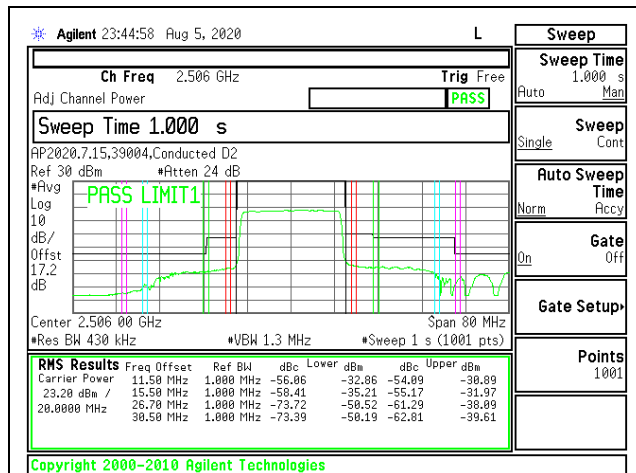 Agilent 23:44:58 Aug 5, 2020 L
Ch Freq 2.506 GHz Trig Free
Adj Channel Power PASS
Sweep Time 1.000 s
AP2020.7.15,39004,Conducted D2
Ref 30 dBm #Atten 24 dB
#Avg
Log
10
dB/
Offst
17.2
dB
PASS LIMIT1
Center 2.506 00 GHz Span 80 MHz
#Res BW 430 kHz #VBW 1.3 MHz #Sweep 1 s (1001 pts)
RMS Results Freq Offset Ref BW dBc Lower dBm dBc Upper dBm
Carrier Power 11.50 MHz 1.000 MHz -56.06 -32.86 -54.09 -30.89
23.20 dBm / 15.50 MHz 1.000 MHz -58.41 -35.21 -55.17 -31.97
20.0000 MHz 26.70 MHz 1.000 MHz -73.72 -50.52 -61.29 -38.09
30.50 MHz 1.000 MHz -73.39 -50.19 -62.81 -39.61
Copyright 2000-2010 Agilent Technologies
Sweep
Sweep Time
1.000 s
Auto Man
Sweep
Single Cont
Auto Sweep
Time
Norm Accy
Gate
On Off
Gate Setup
Points
1001